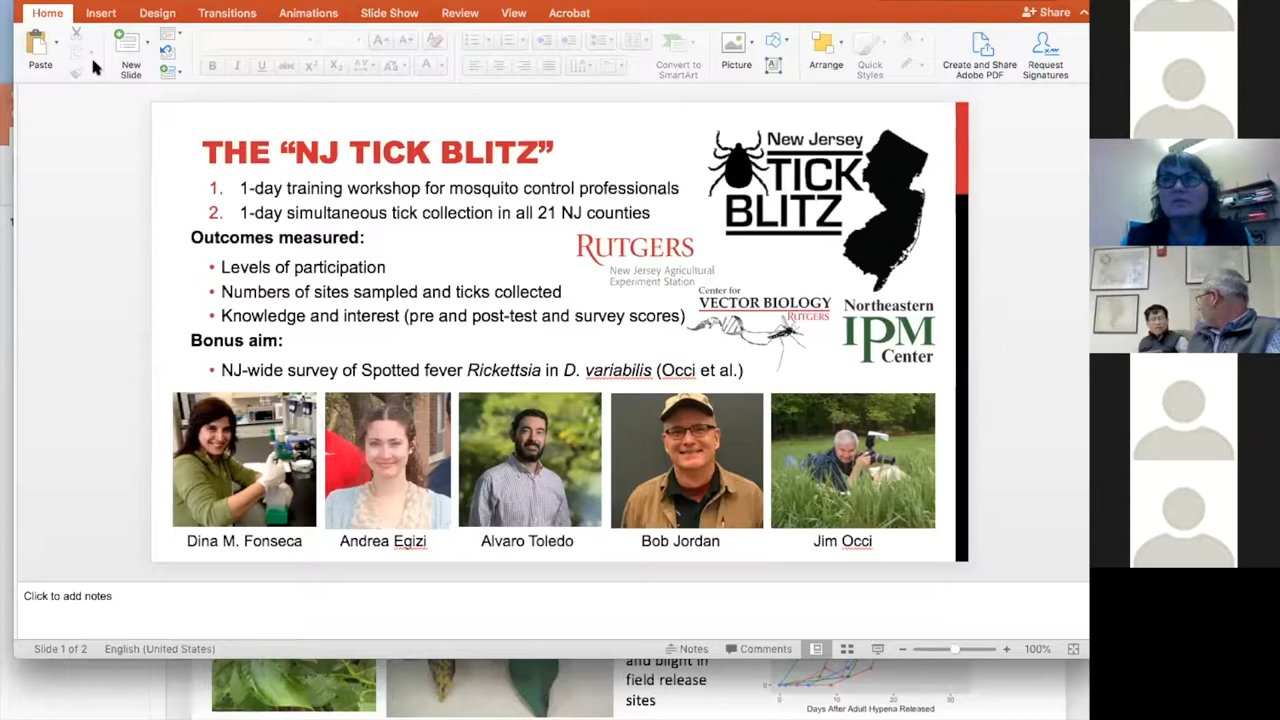 Home Insert Design Transitions Animations Slide Show Review View Acrobat Share
Paste New Slide Convert to SmartArt Picture Arrange Quick Styles Create and Share Adobe PDF Request Signatures
THE “NJ TICK BLITZ”
1. 1-day training workshop for mosquito control professionals
2. 1-day simultaneous tick collection in all 21 NJ counties
Outcomes measured:
• Levels of participation
• Numbers of sites sampled and ticks collected
• Knowledge and interest (pre and post-test and survey scores)
Bonus aim:
• NJ-wide survey of Spotted fever Rickettsia in D. variabilis (Occi et al.)
New Jersey
TICK
BLITZ
RUTGERS
New Jersey Agricultural
Experiment Station
Center for
VECTOR BIOLOGY
RUTGERS
Northeastern
IPM
Center
Dina M. Fonseca Andrea Egizi Alvaro Toledo Bob Jordan Jim Occi
Click to add notes
Slide 1 of 2 English (United States) Notes Comments 100%
and blight in
field release
sites
0 10 20 30
Days After Adult Hypena Released